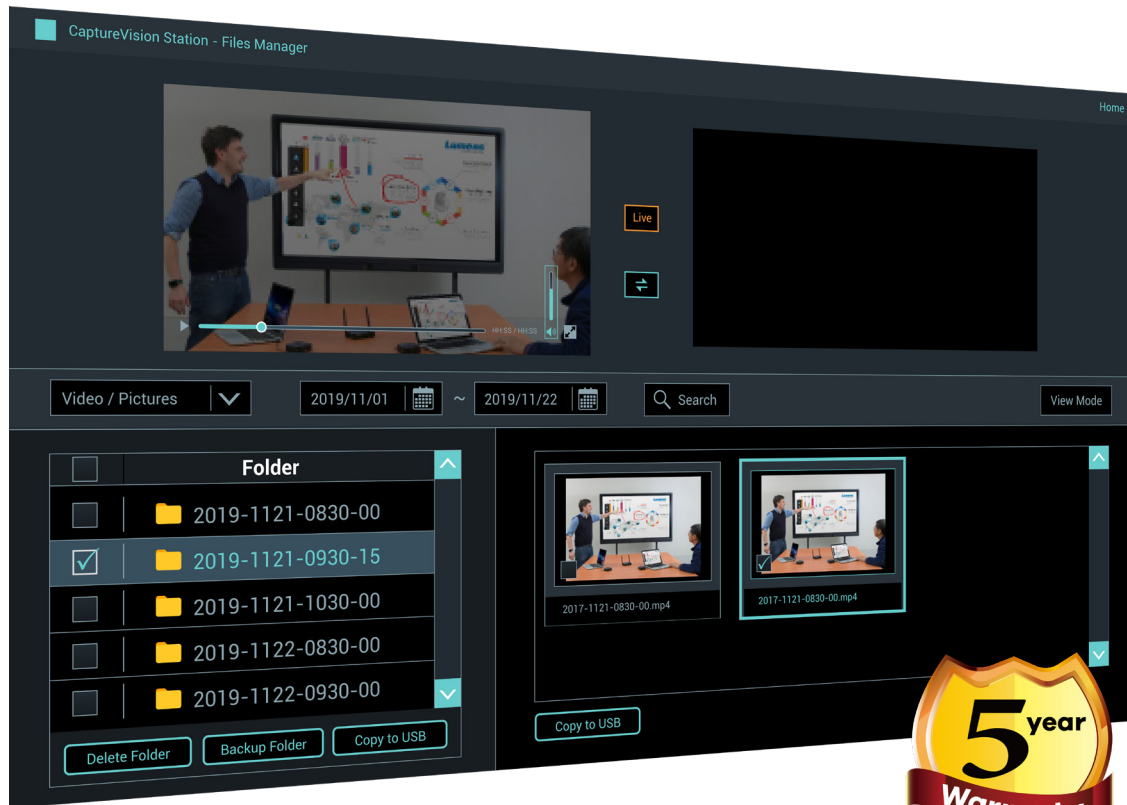 CaptureVision Station - Files Manager
Home
Lumens
Live
HH:SS / HH:SS
Video / Pictures
2019/11/01
~
2019/11/22
Search
View Mode
Folder
2019-1121-0830-00
2019-1121-0930-15
2019-1121-1030-00
2019-1122-0830-00
2019-1122-0930-00
Delete Folder
Backup Folder
Copy to USB
2017-1121-0830-00.mp4
2017-1121-0830-00.mp4
Copy to USB
5 year